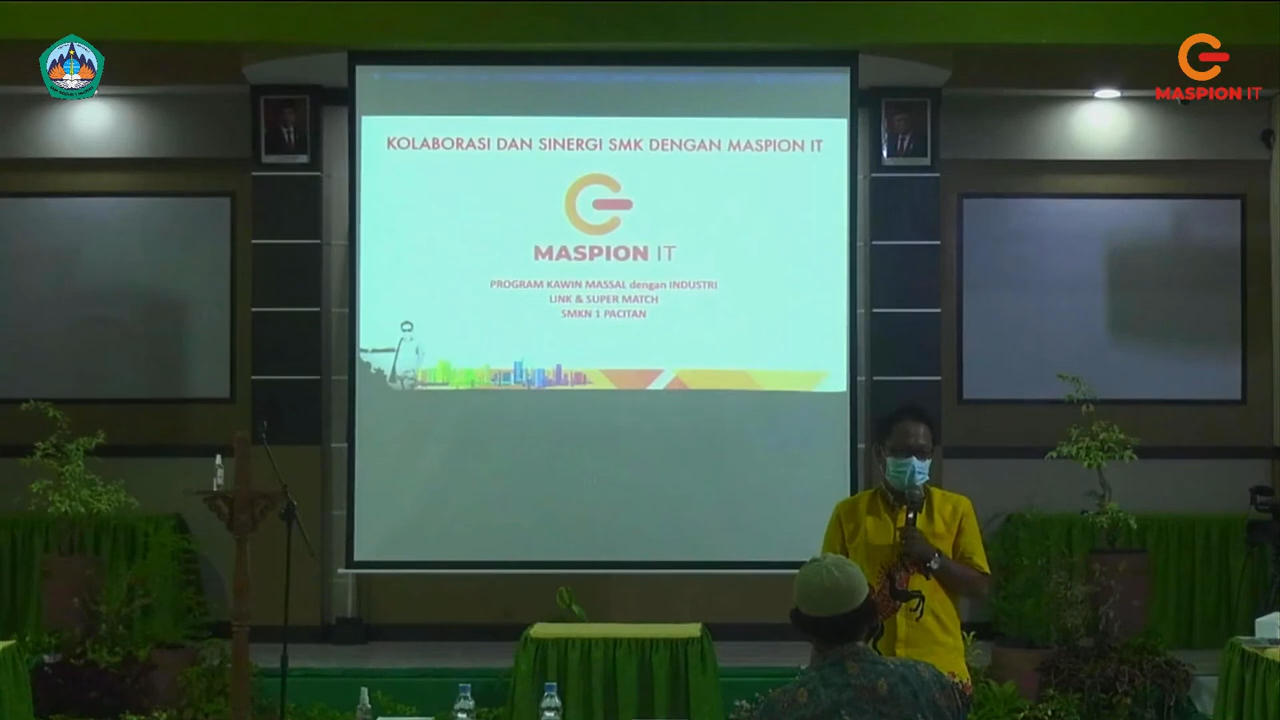 MASPION IT
KOLABORASI DAN SINERGI SMK DENGAN MASPION IT
MASPION IT
PROGRAM KAWIN MASSAL dengan INDUSTRI
LINK & SUPER MATCH
SMKN 1 PACITAN